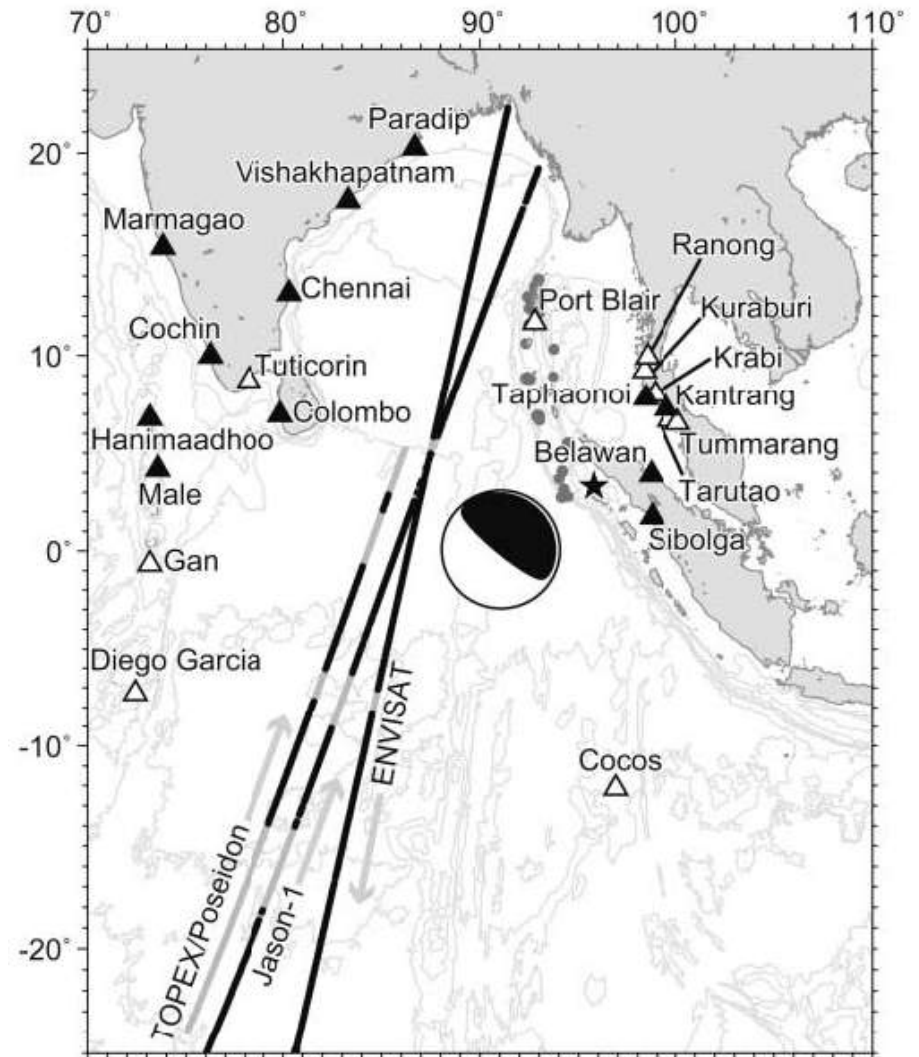 70° 80° 90° 100° 110°
Paradip
20°
Vishakhapatnam
Marmagao
Ranong
Chennai
Port Blair
Kuraburi
Cochin
10°
Tuticorin
Krabi
Taphaonoi
Kantrang
Colombo
Hanimaadhoo
Belawan
Tummarang
Male
Tarutao
0°
Gan
Sibolga
Diego Garcia
ENVISAT
-10°
Cocos
TOPEX/Poseidon
Jason-1
-20°